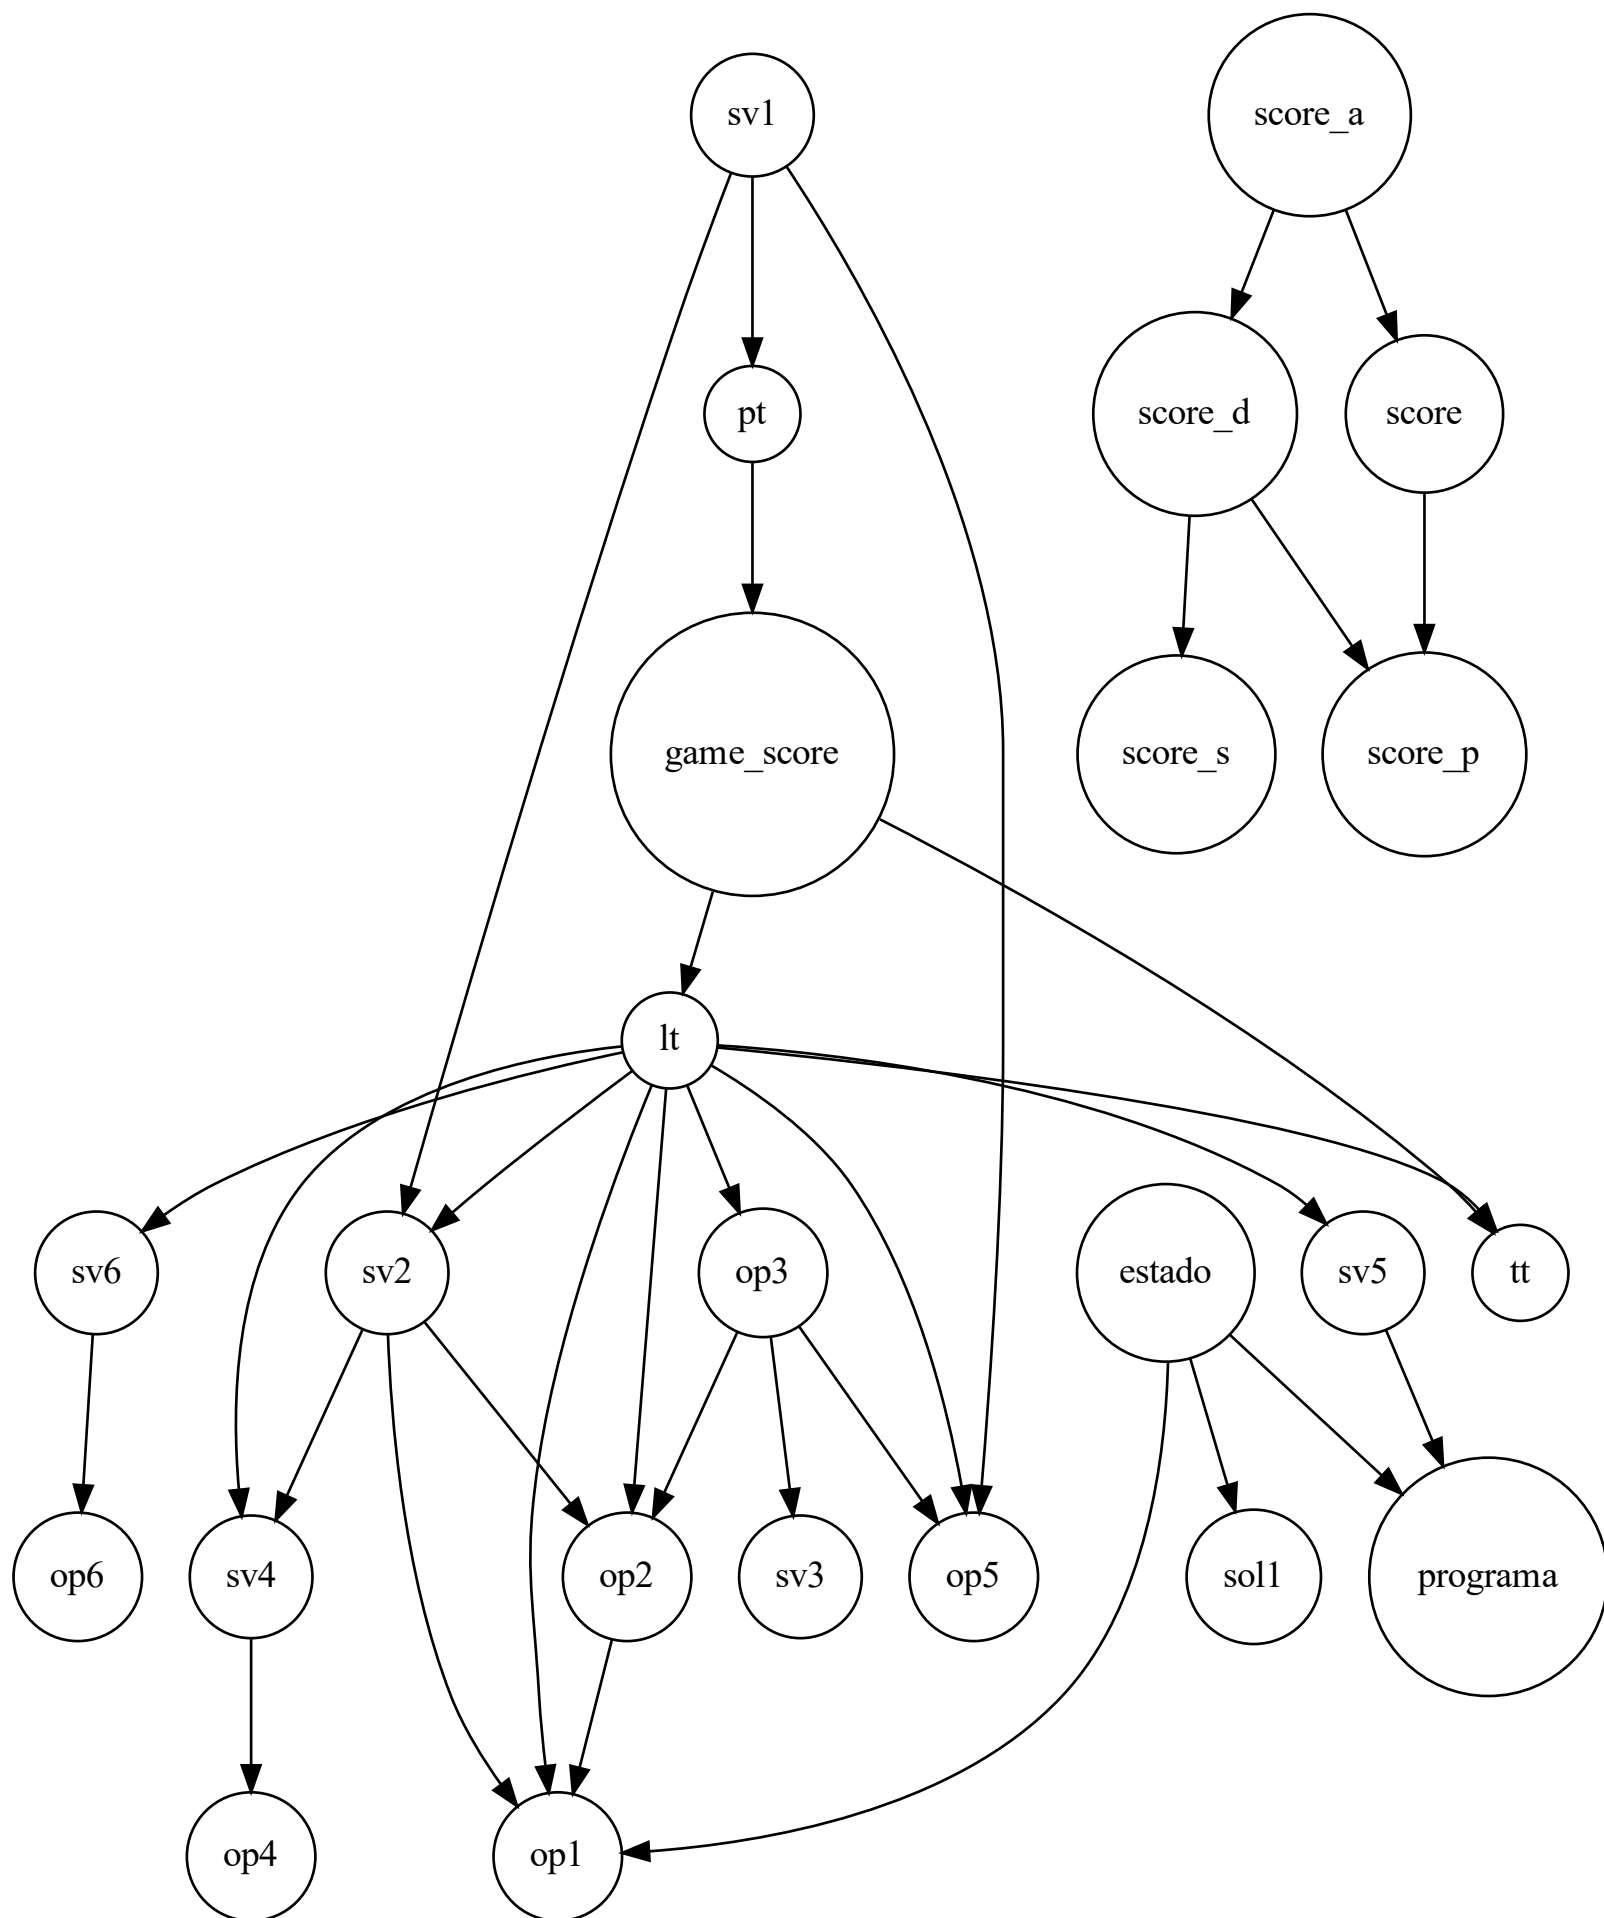 sv1
score_a
pt
score_d
score
game_score
score_s
score_p
lt
sv6
sv2
op3
estado
sv5
tt
op6
sv4
op2
sv3
op5
sol1
programa
op4
op1